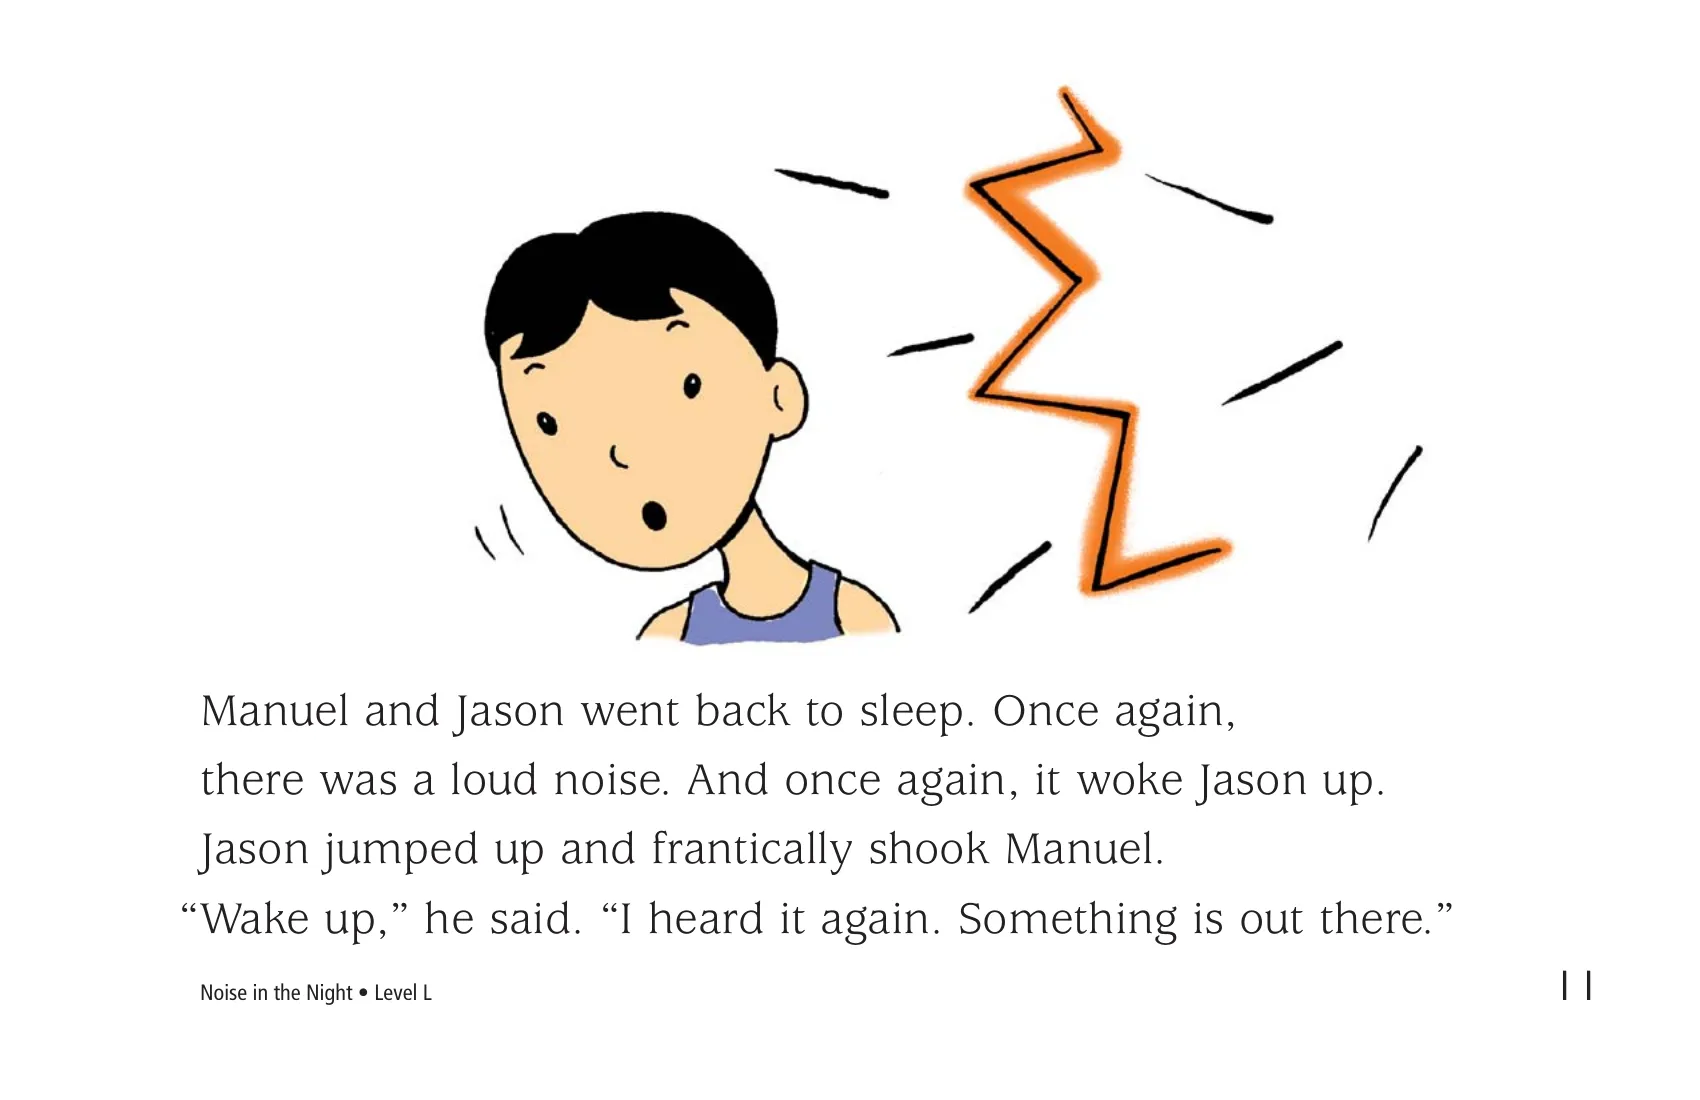 Manuel and Jason went back to sleep. Once again,
there was a loud noise. And once again, it woke Jason up.
Jason jumped up and frantically shook Manuel.
“Wake up,” he said. “I heard it again. Something is out there.”
Noise in the Night • Level L
11